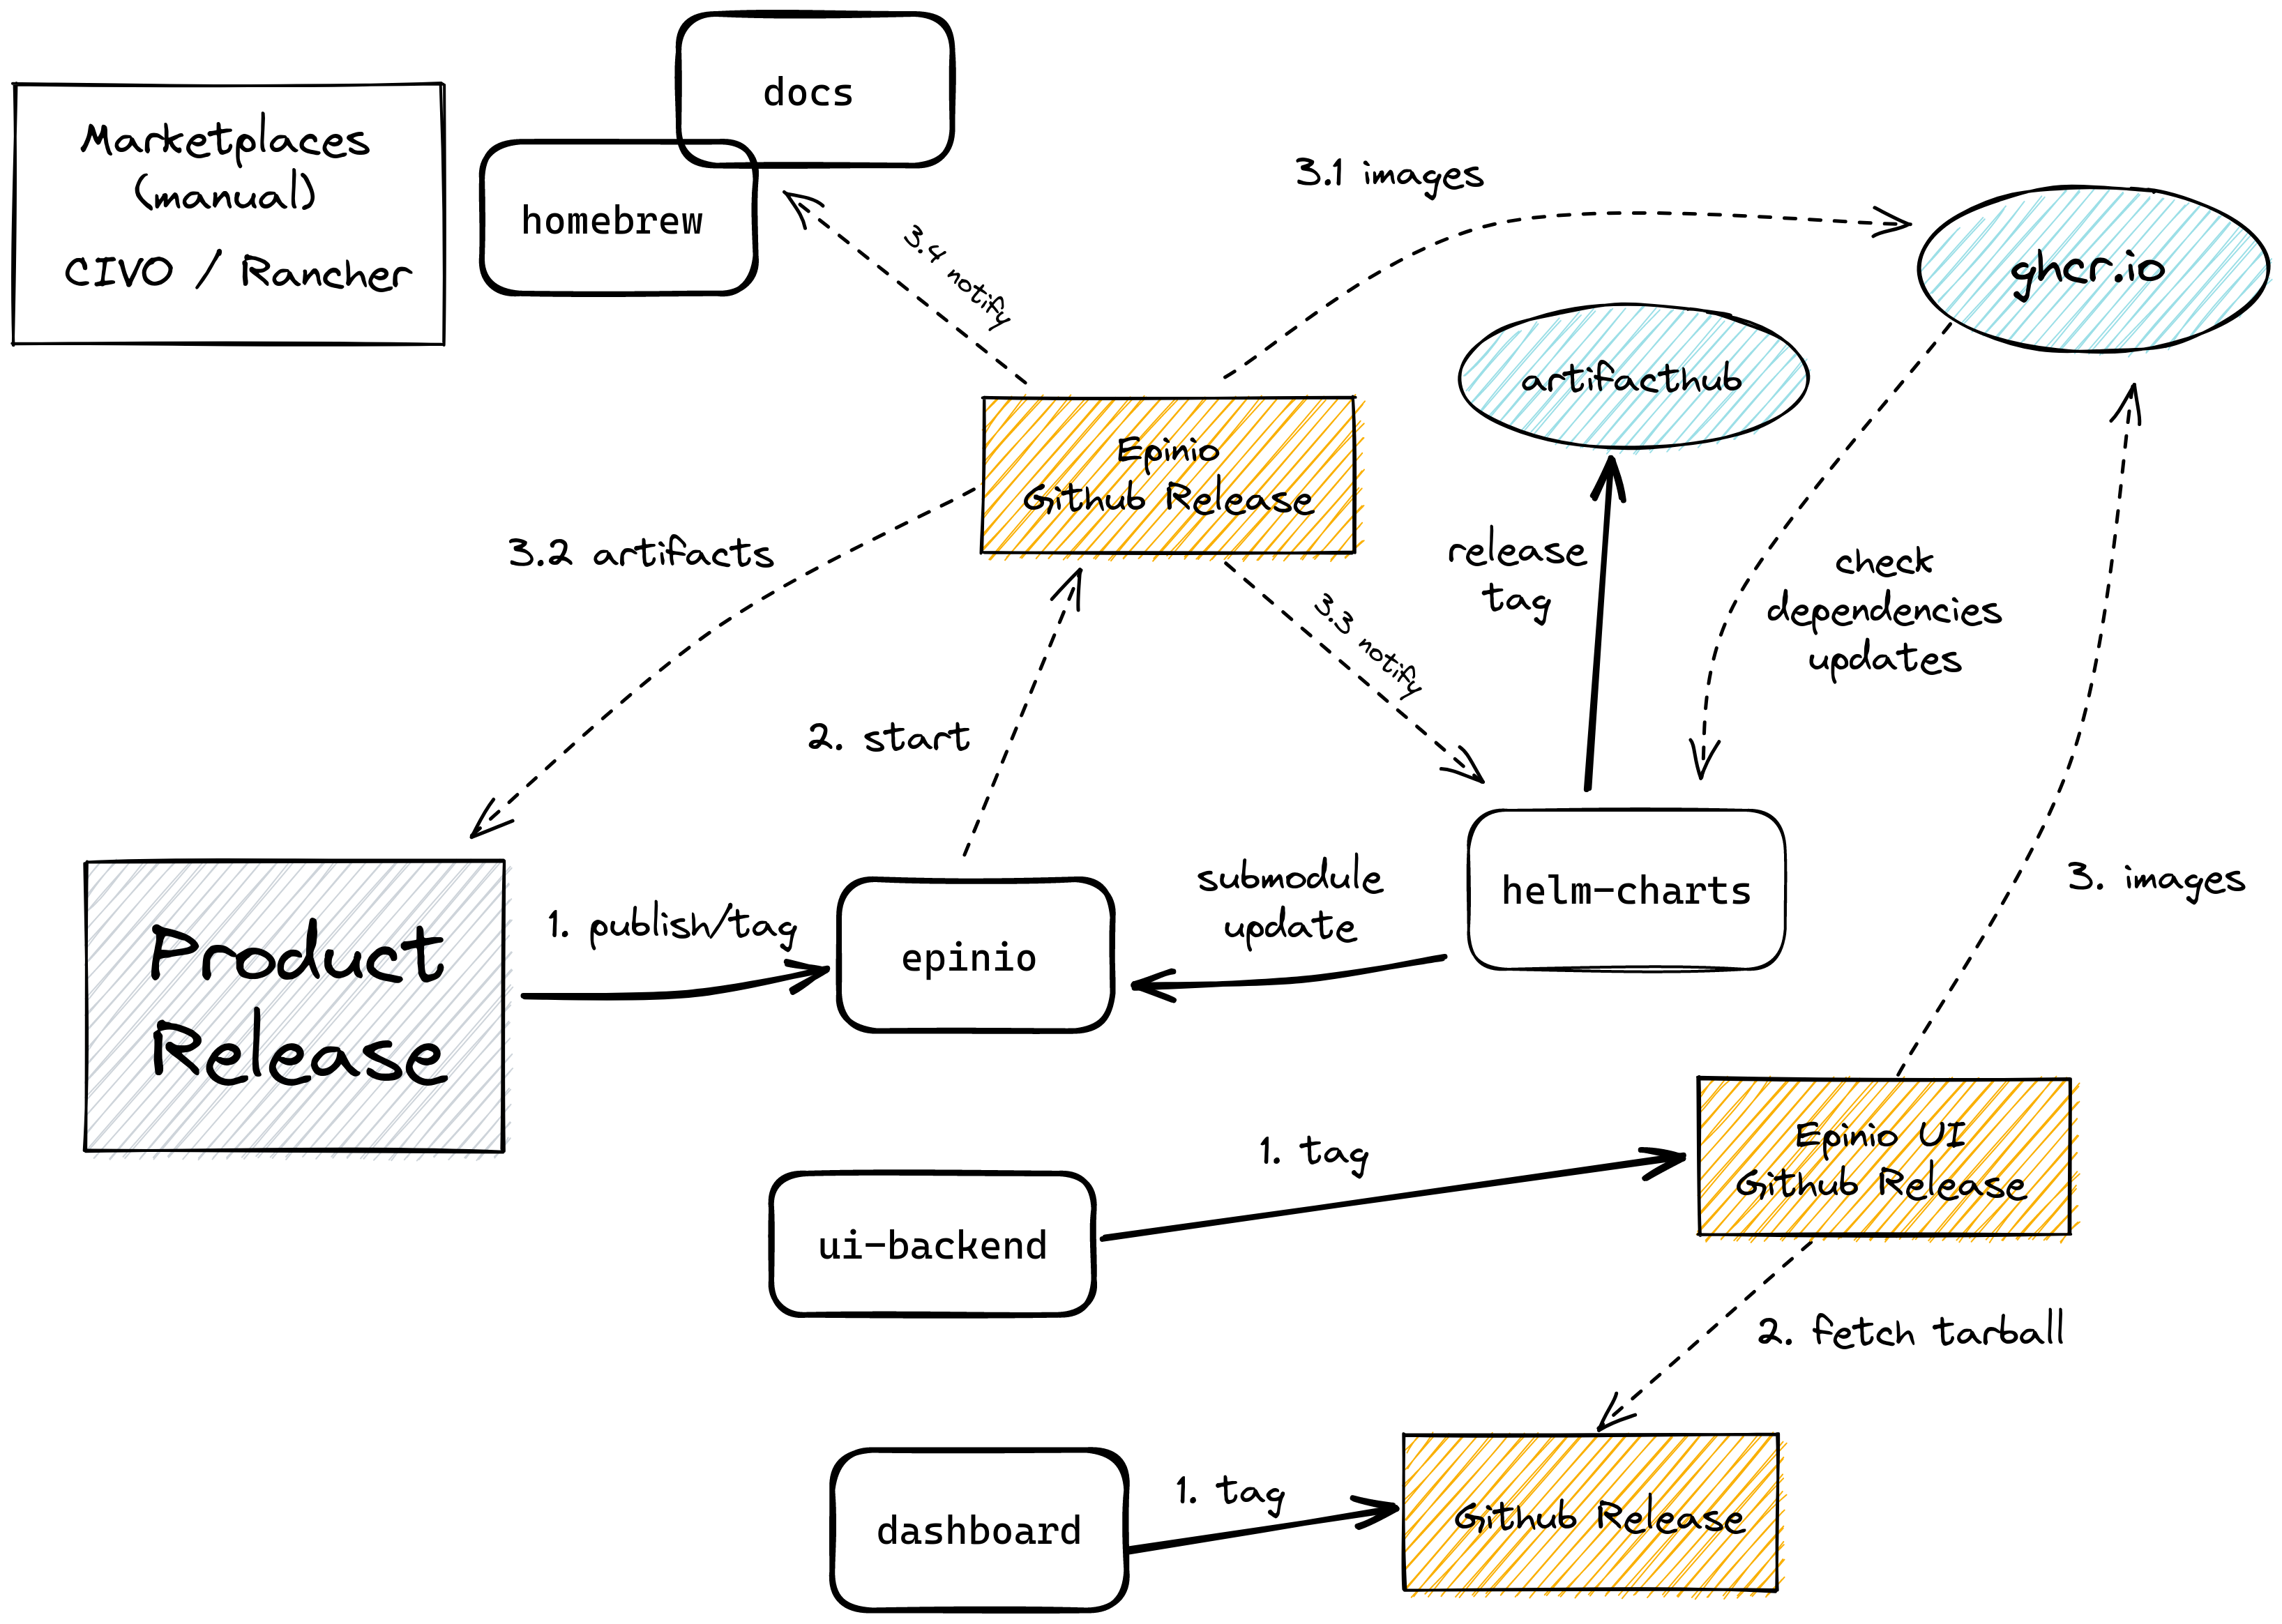 docs
Marketplaces
(manual)
CIVO / Rancher
homebrew
3.1 images
3.4 notify
ghcr.io
artifacthub
Epinio
Github Release
3.2 artifacts
release
tag
check
dependencies
updates
3.3 notify
2. start
submodule
update
helm-charts
3. images
Product
Release
1. publish/tag
epinio
Epinio UI
Github Release
1. tag
ui-backend
2. fetch tarball
1. tag
dashboard
Github Release